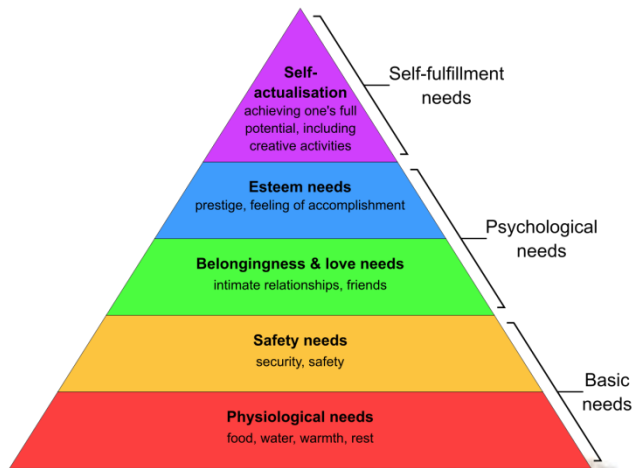 Self-
actualisation
achieving one's full
potential, including
creative activities
Self-fulfillment
needs
Esteem needs
prestige, feeling of accomplishment
Psychological
needs
Belongingness & love needs
intimate relationships, friends
Safety needs
security, safety
Basic
needs
Physiological needs
food, water, warmth, rest